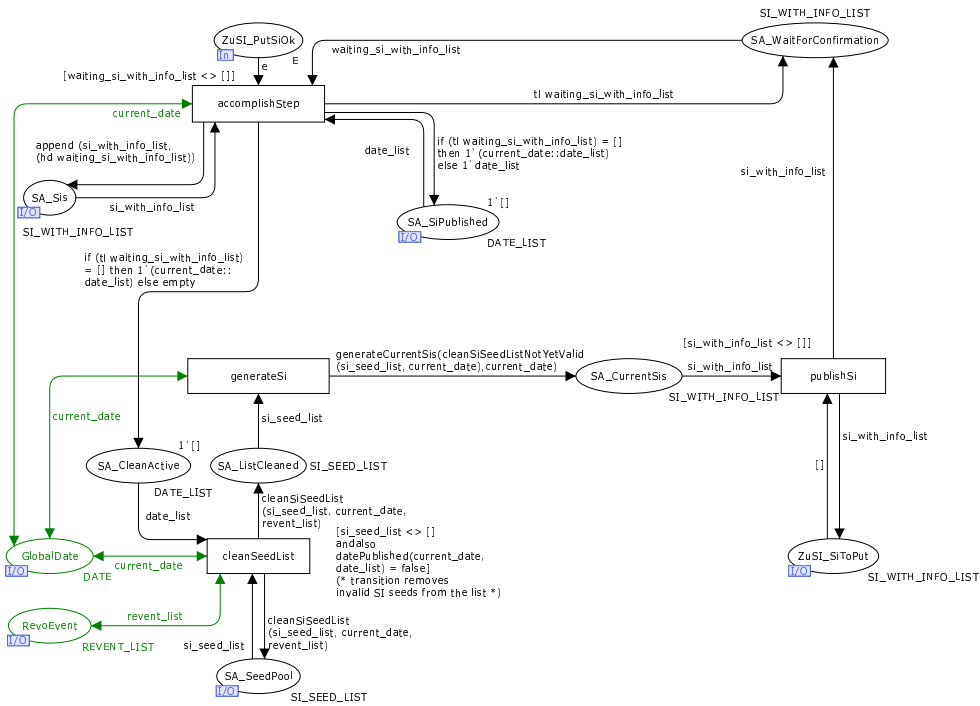 SI_WITH_INFO_LIST
ZuSI_PutSiOk
In
E
e
waiting_si_with_info_list
SA_WaitForConfirmation
[waiting_si_with_info_list <> []]
accomplishStep
tl waiting_si_with_info_list
current_date
append (si_with_info_list,
(hd waiting_si_with_info_list))
date_list
if (tl waiting_si_with_info_list) = []
then 1`(current_date::date_list)
else 1`date_list
si_with_info_list
SA_Sis
I/O
si_with_info_list
SI_WITH_INFO_LIST
1`[]
SA_SiPublished
I/O
DATE_LIST
if (tl waiting_si_with_info_list)
= [] then 1`(current_date::
date_list) else empty
[si_with_info_list <> []]
generateSi
generateCurrentSis(cleanSiSeedListNotYetValid
(si_seed_list, current_date),current_date)
SA_CurrentSis
SI_WITH_INFO_LIST
si_with_info_list
publishSi
current_date
si_seed_list
si_with_info_list
[]
1`[]
SA_CleanActive
DATE_LIST
SA_ListCleaned
SI_SEED_LIST
cleanSiSeedList
(si_seed_list, current_date,
revent_list)
date_list
[si_seed_list <> []
andalso
datePublished(current_date,
date_list) = false]
(* transition removes
invalid SI seeds from the list *)
GlobalDate
I/O
DATE
current_date
cleanSeedList
ZuSI_SiToPut
I/O
SI_WITH_INFO_LIST
RevoEvent
I/O
REVENT_LIST
revent_list
si_seed_list
cleanSiSeedList
(si_seed_list, current_date,
revent_list)
SA_SeedPool
I/O
SI_SEED_LIST